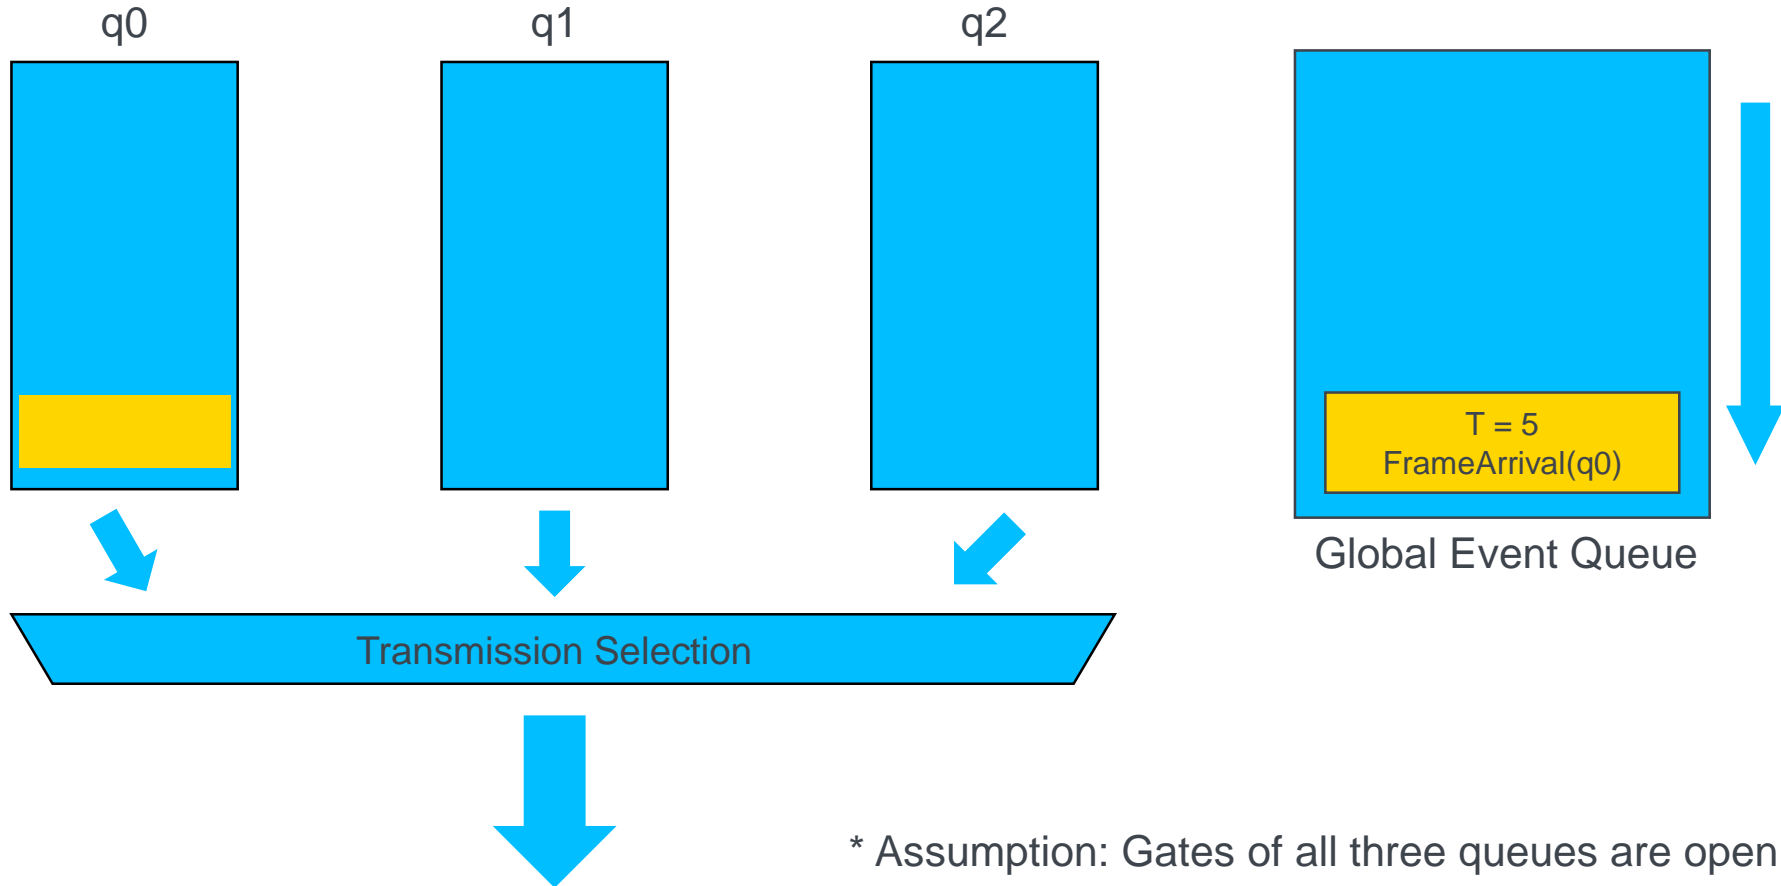 q0
q1
q2
T = 5
FrameArrival(q0)
Global Event Queue
Transmission Selection
* Assumption: Gates of all three queues are open